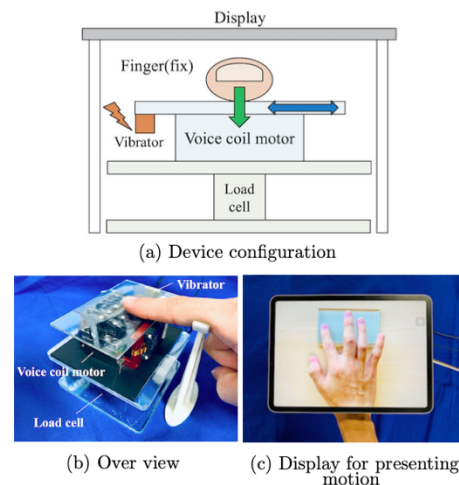 Display
Finger(fix)
Vibrator
Voice coil motor
Load
cell
(a) Device configuration
Vibrator
Voice coil motor
Load cell
(b) Over view
(c) Display for presenting
motion